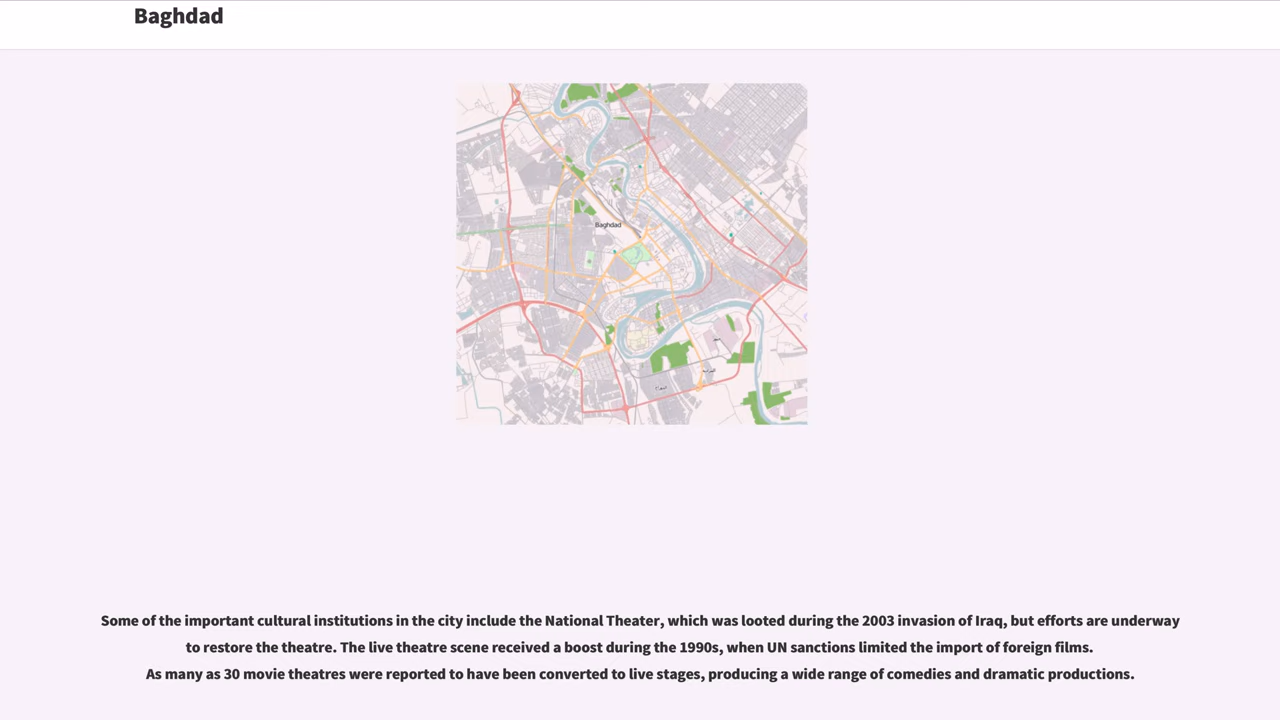 Baghdad
Baghdad
Some of the important cultural institutions in the city include the National Theater, which was looted during the 2003 invasion of Iraq, but efforts are underway
to restore the theatre. The live theatre scene received a boost during the 1990s, when UN sanctions limited the import of foreign films.
As many as 30 movie theatres were reported to have been converted to live stages, producing a wide range of comedies and dramatic productions.